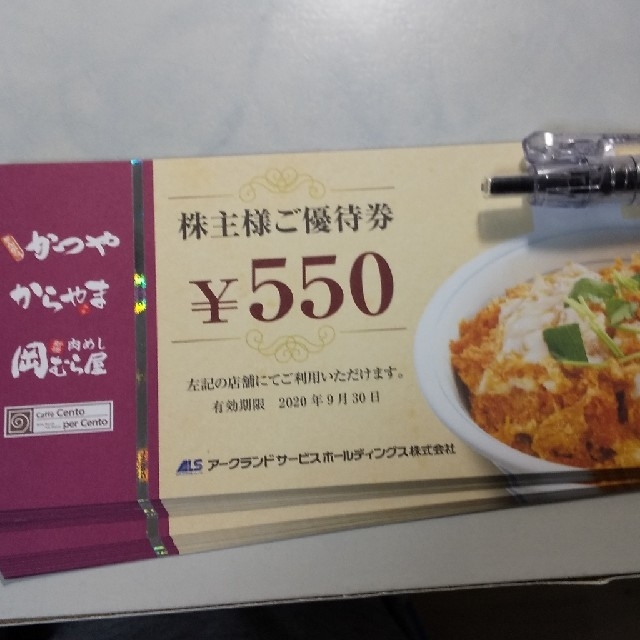 かつや
からやま
岡むら屋 肉めし
Caffè Cento
per Cento
株主様ご優待券
¥550
左記の店舗にてご利用いただけます。
有効期限 2020年9月30日
ALS アークランドサービスホールディングス株式会社